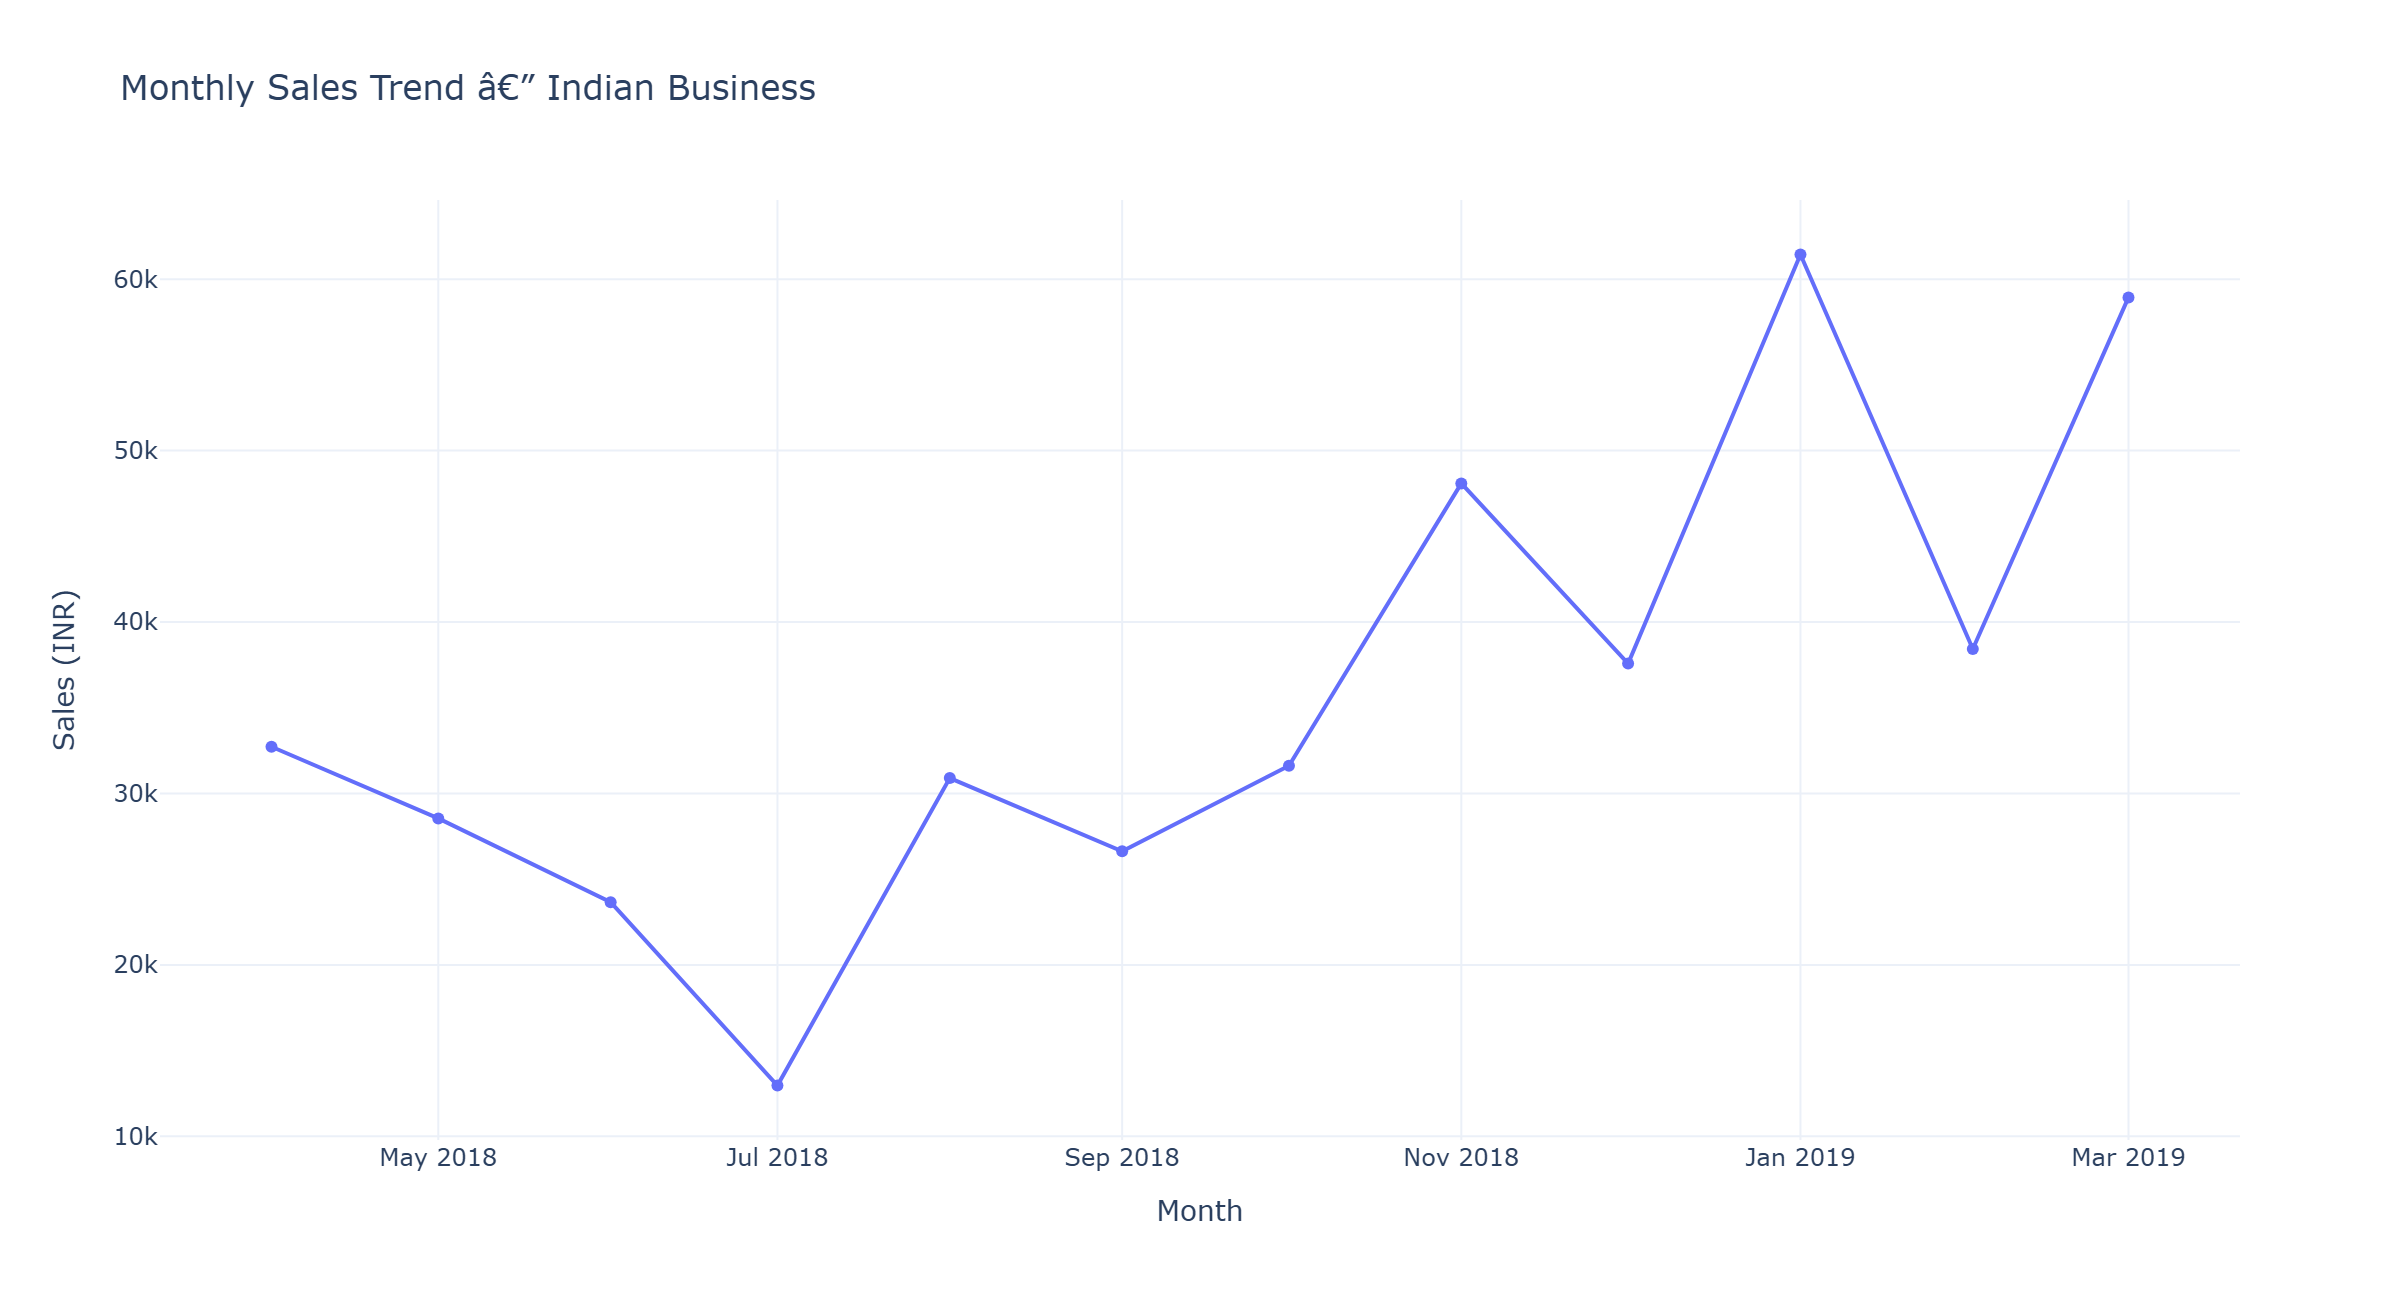 Monthly Sales Trend â€” Indian Business
60k
50k
40k
30k
20k
10k
Sales (INR)
May 2018
Jul 2018
Sep 2018
Nov 2018
Jan 2019
Mar 2019
Month